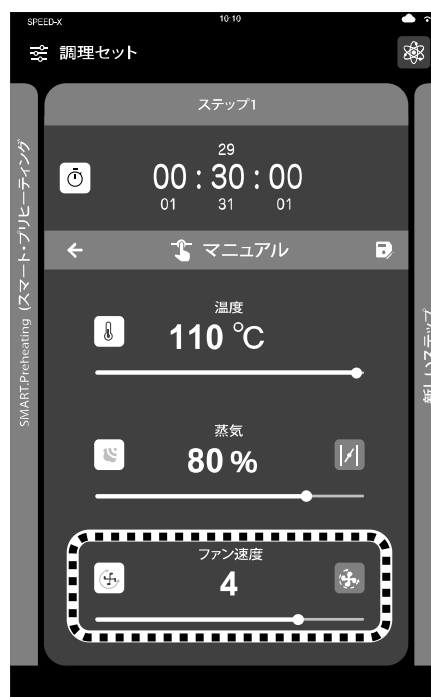 SPEED-X
10:10
調理セット
ステップ1
29
00 : 30 : 00
01 31 01
マニュアル
温度
110 °C
蒸気
80 %
ファン速度
4
SMART.Preheating (スマート・プリヒーティング
新しいステップ